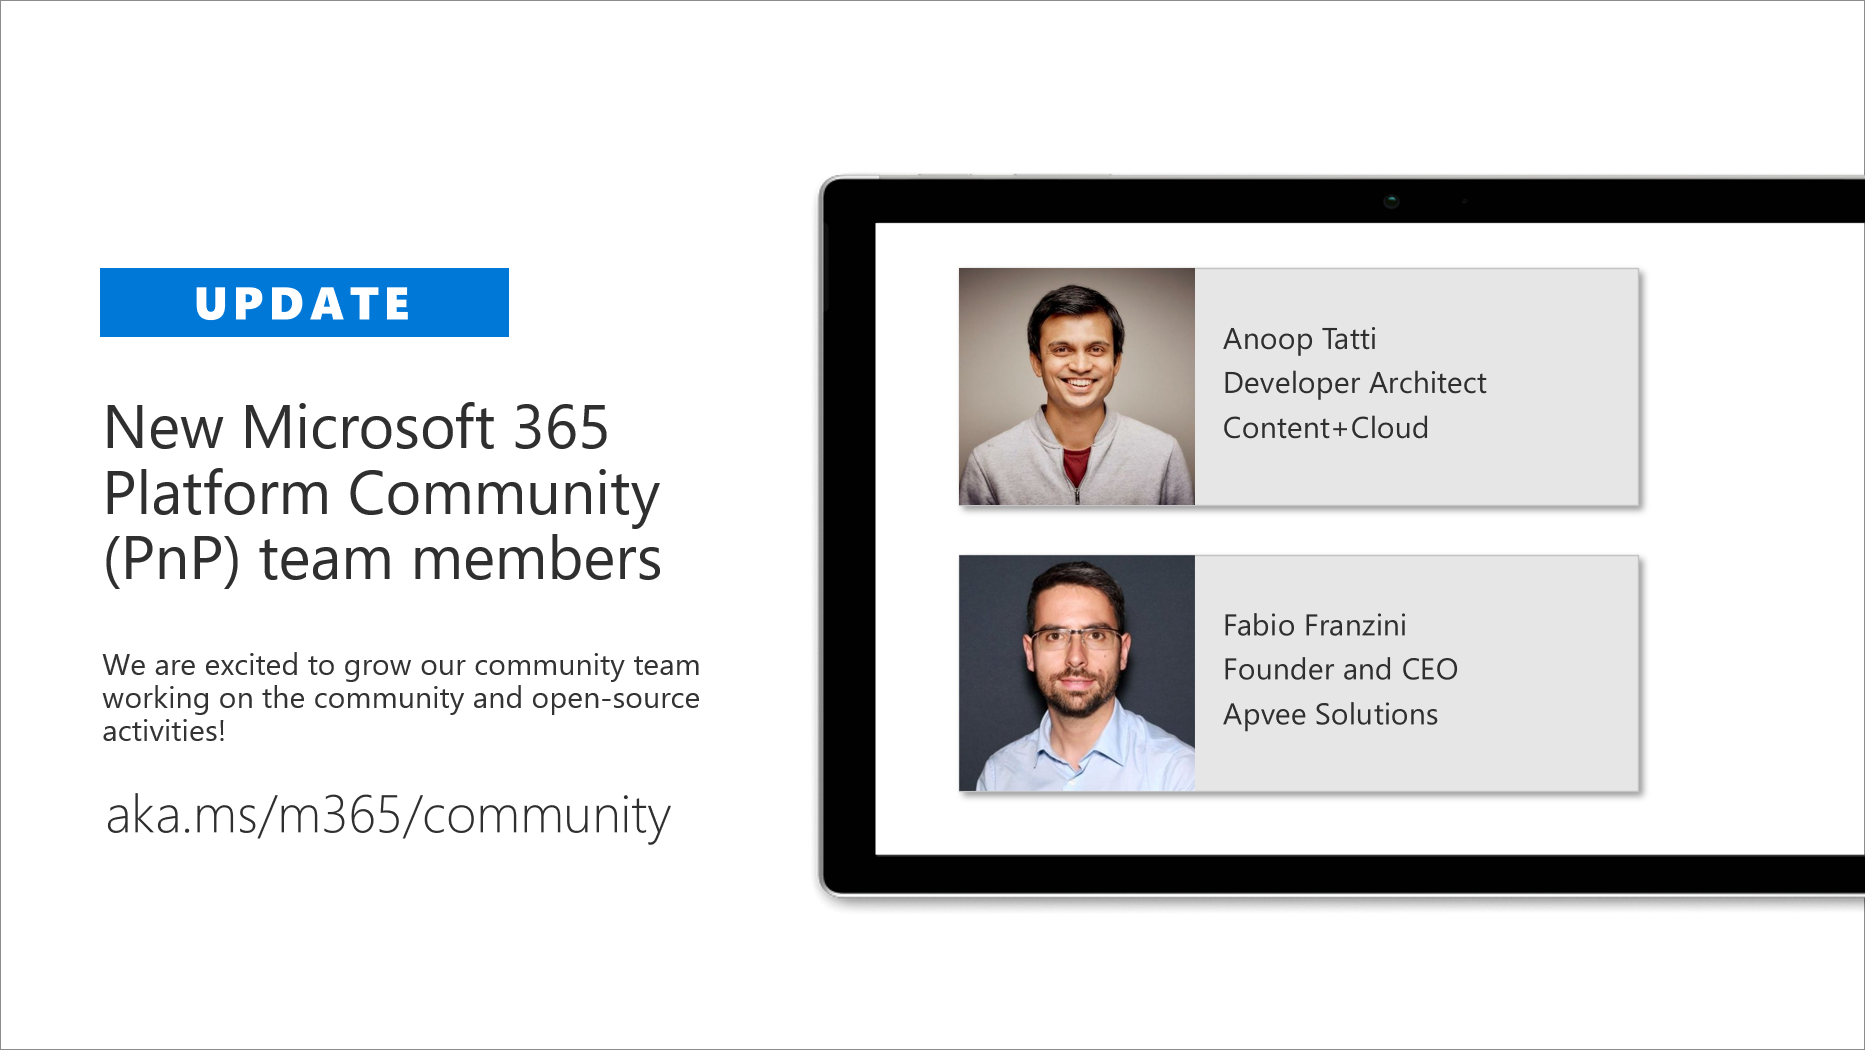 UPDATE
New Microsoft 365
Platform Community
(PnP) team members
We are excited to grow our community team
working on the community and open-source
activities!
aka.ms/m365/community
Anoop Tatti
Developer Architect
Content+Cloud
Fabio Franzini
Founder and CEO
Apvee Solutions